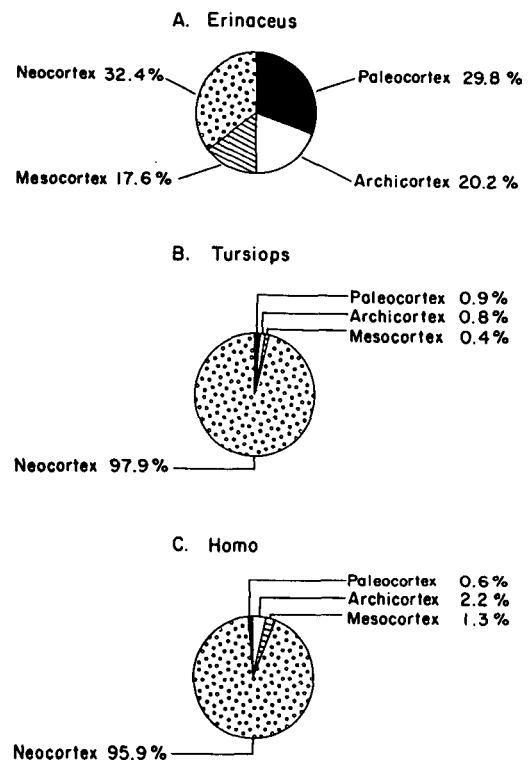 A. Erinaceus
Neocortex 32.4%
Paleocortex 29.8%
Mesocortex 17.6%
Archicortex 20.2%
B. Tursiops
Paleocortex 0.9%
Archicortex 0.8%
Mesocortex 0.4%
Neocortex 97.9%
C. Homo
Paleocortex 0.6%
Archicortex 2.2%
Mesocortex 1.3%
Neocortex 95.9%